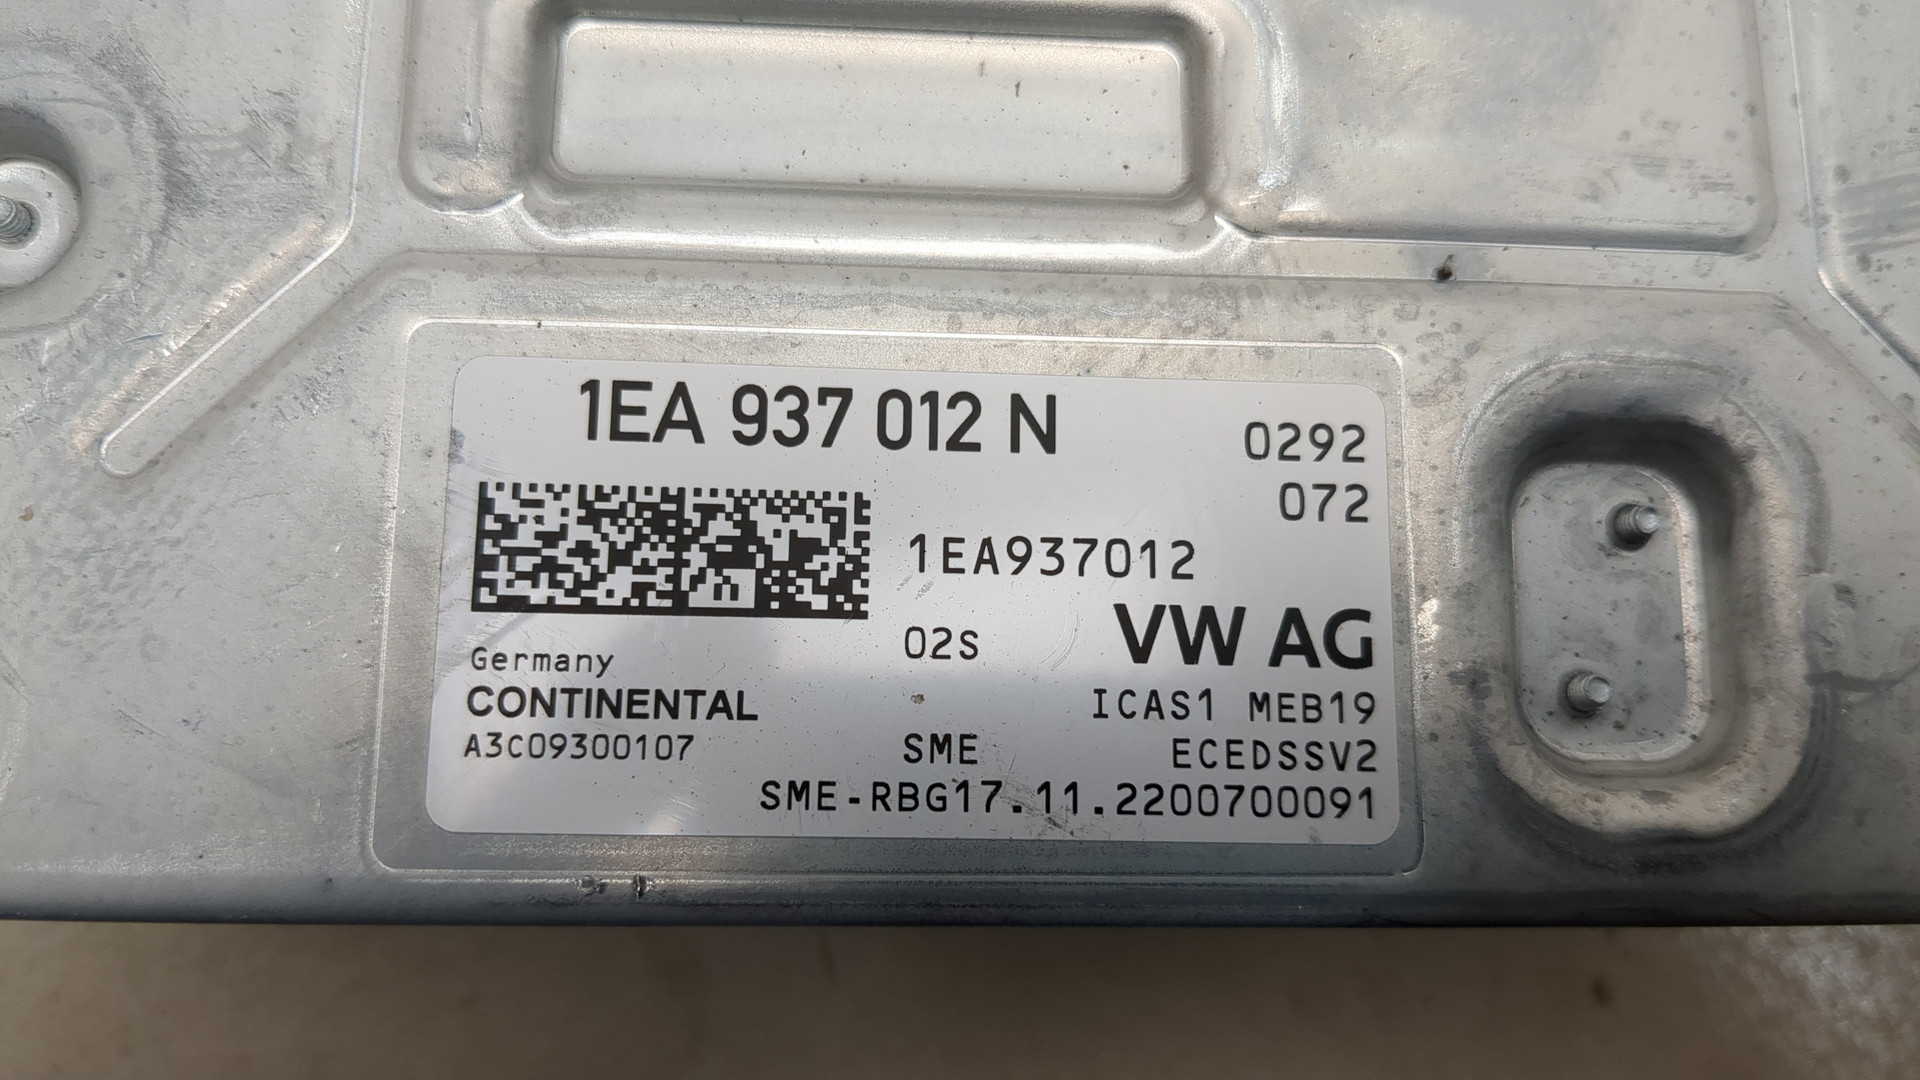 1EA 937 012 N
0292
072
1EA937012
02S
VW AG
Germany
CONTINENTAL
ICAS1 MEB19
A3C09300107
SME
ECEDSSV2
SME-RBG17.11.2200700091